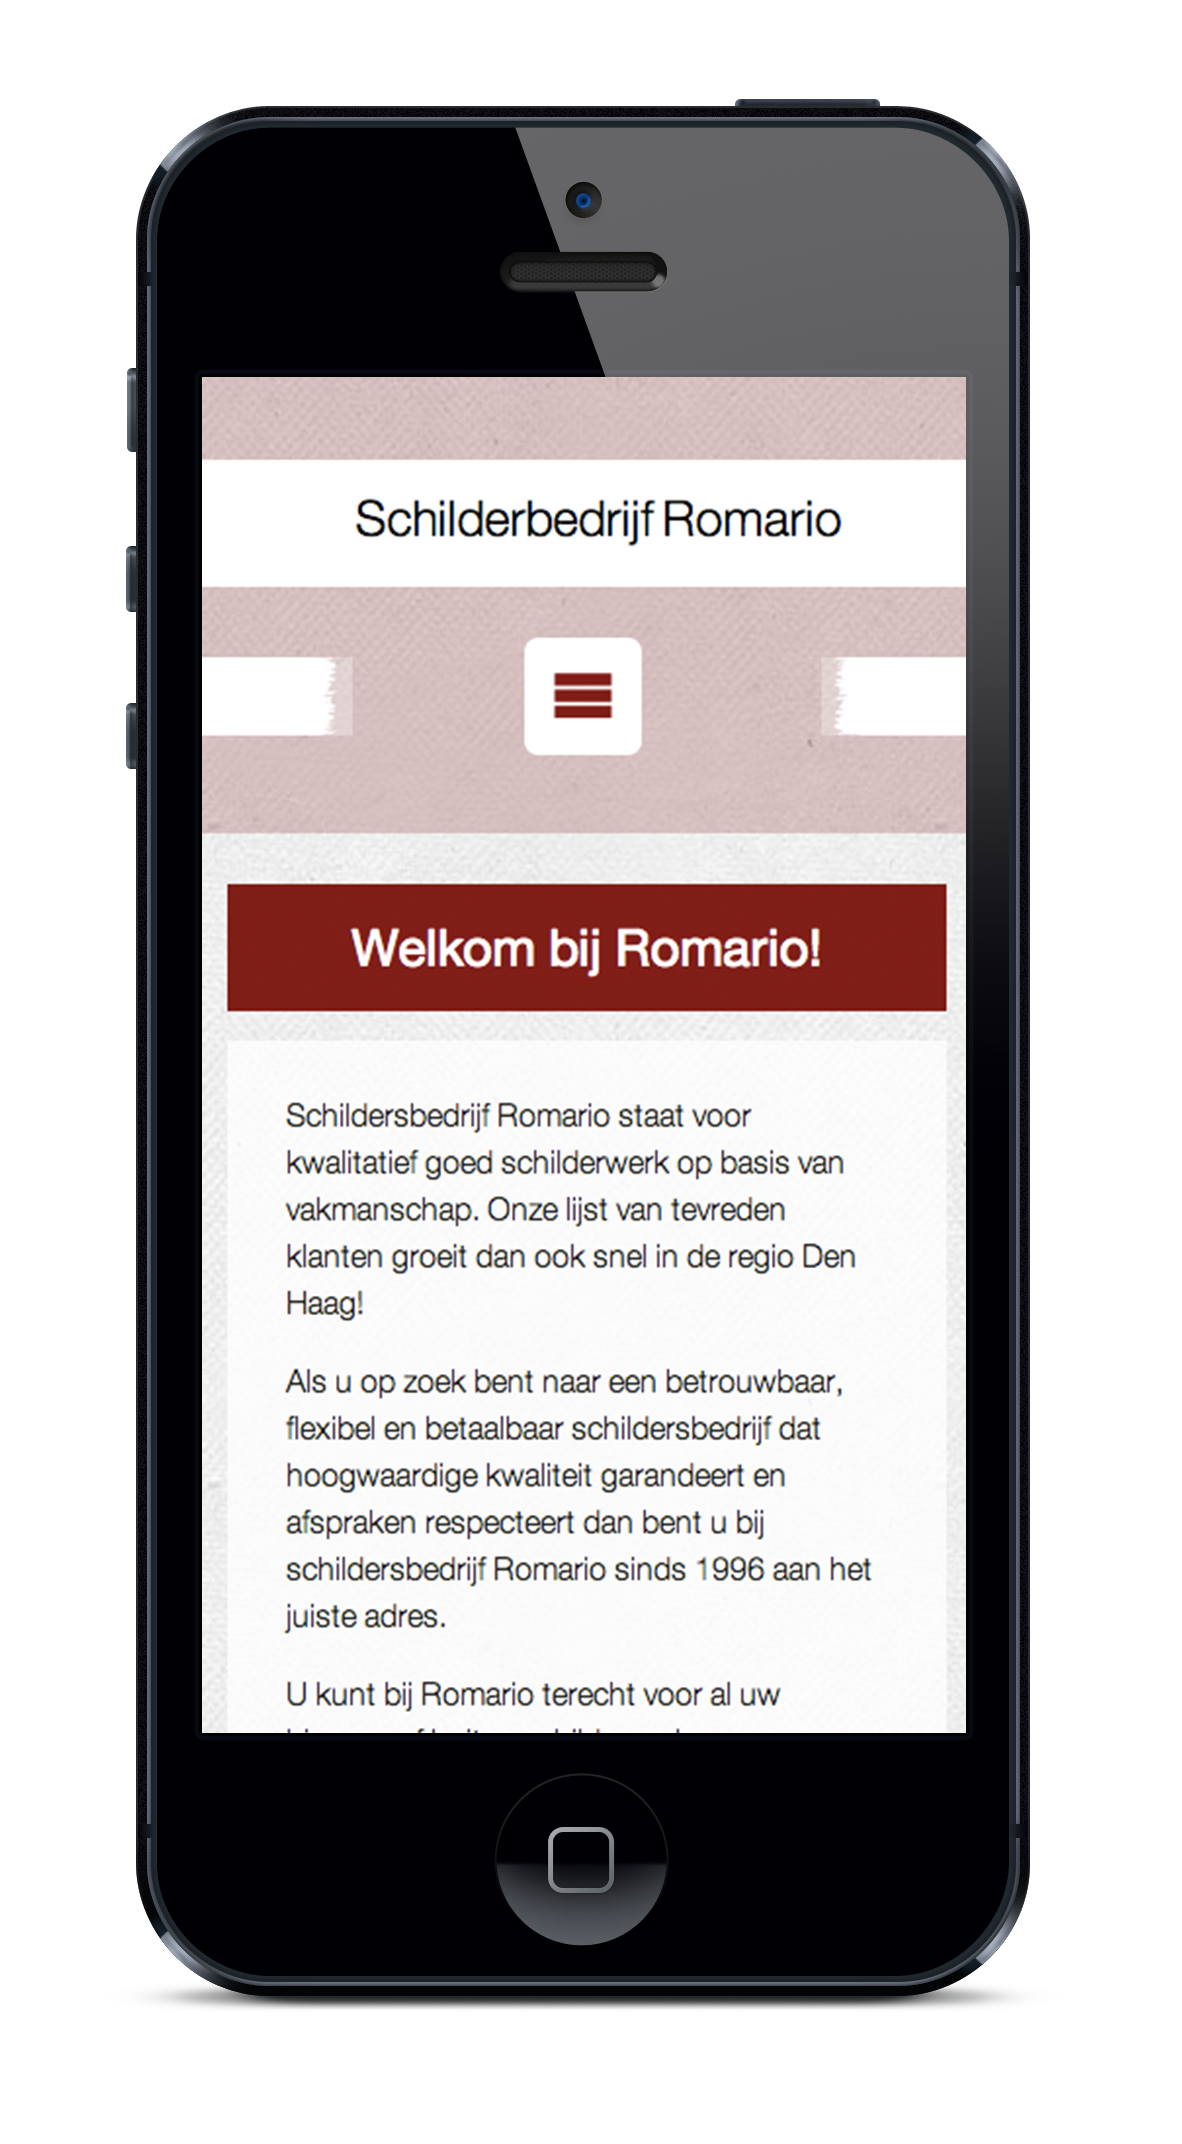 Schilderbedrijf Romario
Welkom bij Romario!
Schildersbedrijf Romario staat voor
kwalitatief goed schilderwerk op basis van
vakmanschap. Onze lijst van tevreden
klanten groeit dan ook snel in de regio Den
Haag!
Als u op zoek bent naar een betrouwbaar,
flexibel en betaalbaar schildersbedrijf dat
hoogwaardige kwaliteit garandeert en
afspraken respecteert dan bent u bij
schildersbedrijf Romario sinds 1996 aan het
juiste adres.
U kunt bij Romario terecht voor al uw